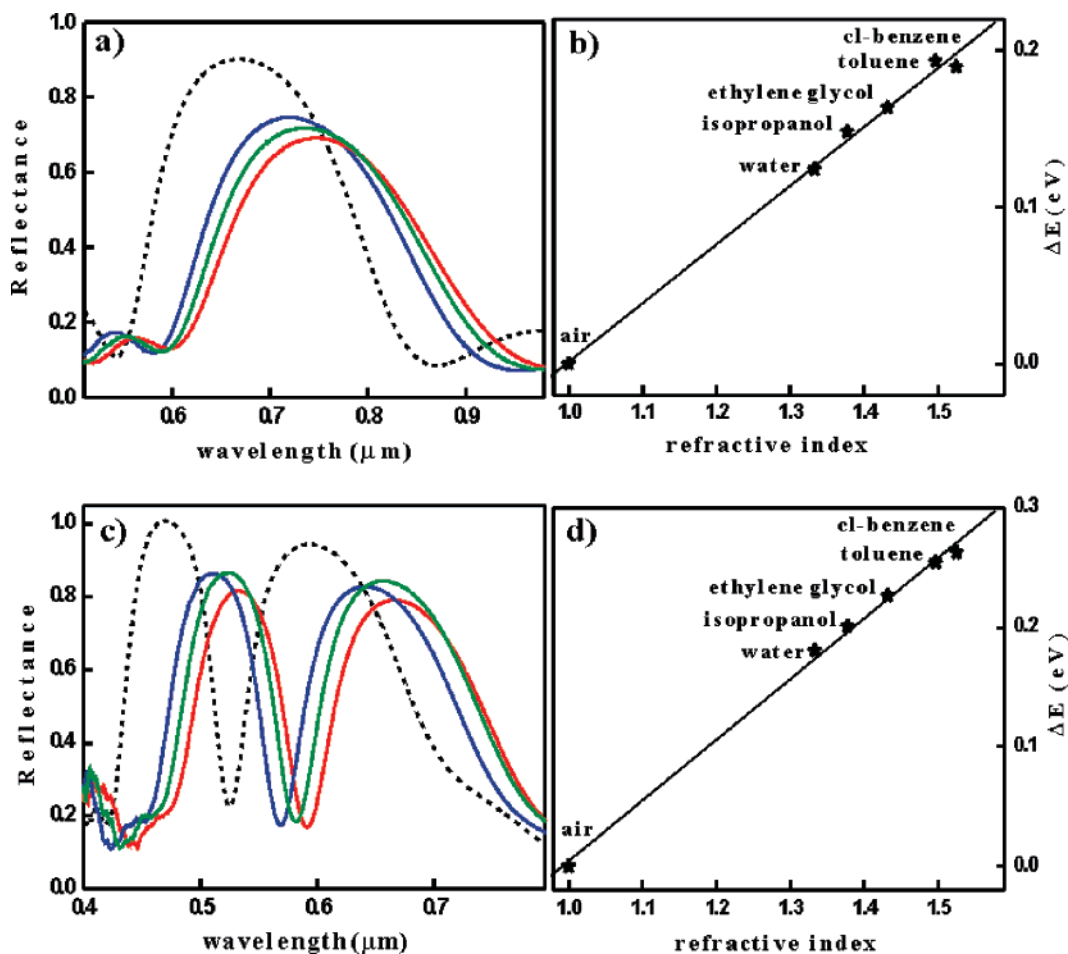 a)
1.0
0.8
0.6
0.4
0.2
0.0
Reflectance
0.6 0.7 0.8 0.9
wavelength (μm)
b)
cl-benzene
toluene
ethylene glycol
isopropanol
water
air
0.2
0.1
0.0
ΔE (eV)
1.0 1.1 1.2 1.3 1.4 1.5
refractive index
c)
1.0
0.8
0.6
0.4
0.2
0.0
Reflectance
0.4 0.5 0.6 0.7
wavelength(μm)
d)
cl-benzene
toluene
ethylene glycol
isopropanol
water
air
0.3
0.2
0.1
0.0
ΔE (eV)
1.0 1.1 1.2 1.3 1.4 1.5
refractive index